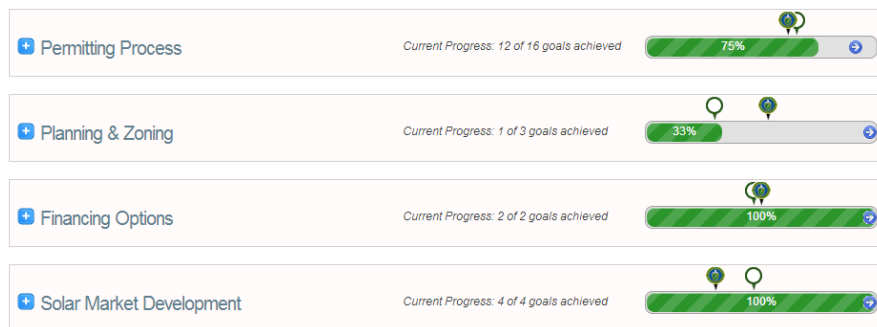 Permitting Process Current Progress: 12 of 16 goals achieved 75%
Planning & Zoning Current Progress: 1 of 3 goals achieved 33%
Financing Options Current Progress: 2 of 2 goals achieved 100%
Solar Market Development Current Progress: 4 of 4 goals achieved 100%